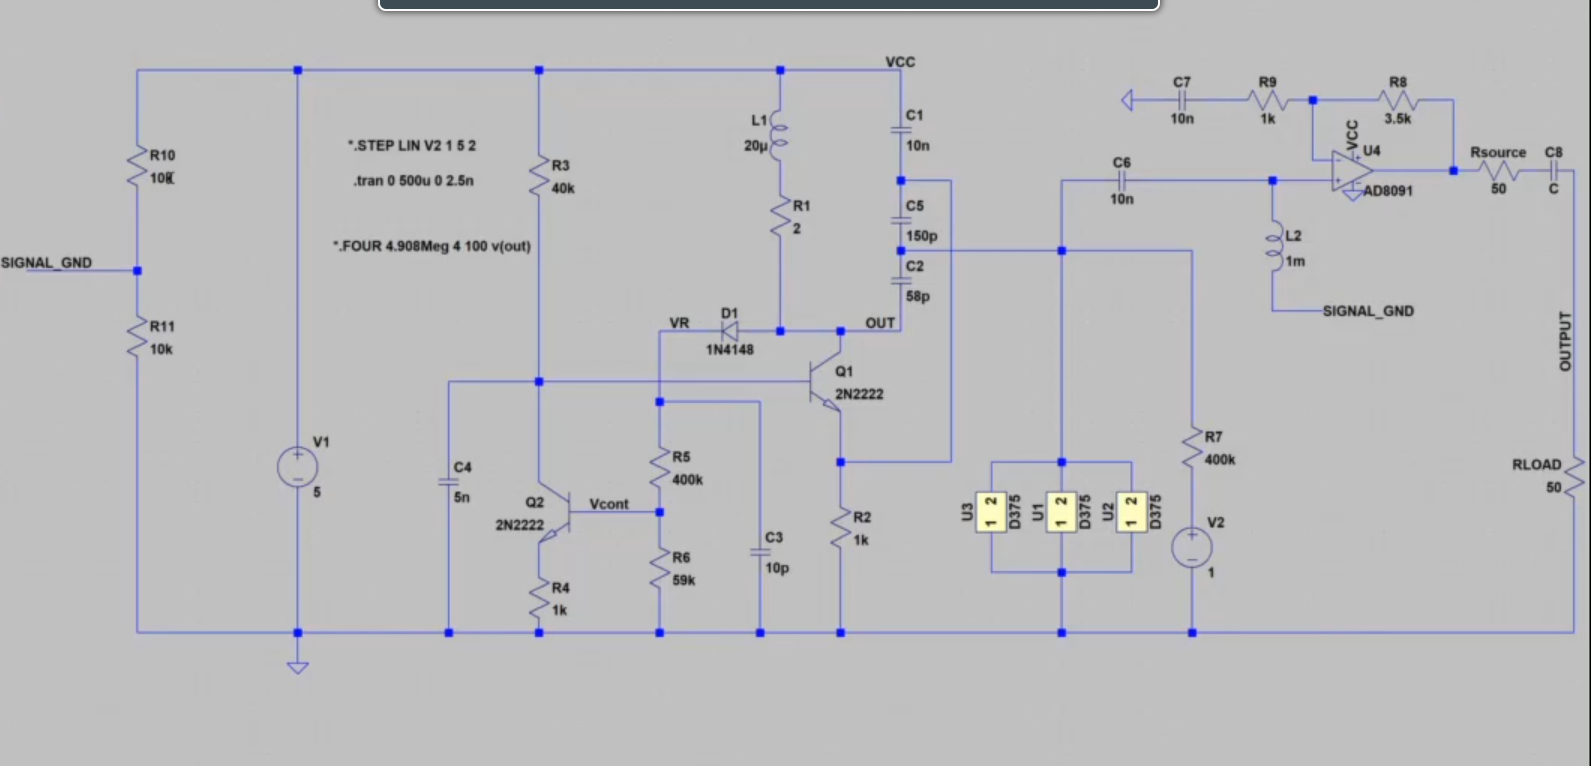 VCC
C7
10n
R9
1k
R8
3.5k
L1
20µ
C1
10n
*.STEP LIN V2 1 5 2
.tran 0 500u 0 2.5n
*.FOUR 4.908Meg 4 100 v(out)
R10
10k
R3
40k
R1
2
C5
150p
C6
10n
VCC
U4
AD8091
Rsource
50
C8
C
SIGNAL_GND
C2
58p
L2
1m
R11
10k
SIGNAL_GND
VR
D1
1N4148
OUT
OUTPUT
Q1
2N2222
V1
5
C4
5n
R5
400k
R7
400k
RLOAD
50
Q2
2N2222
Vcont
R2
1k
U3
1 2
D375
U1
1 2
D375
U2
1 2
D375
V2
1
C3
10p
R6
59k
R4
1k